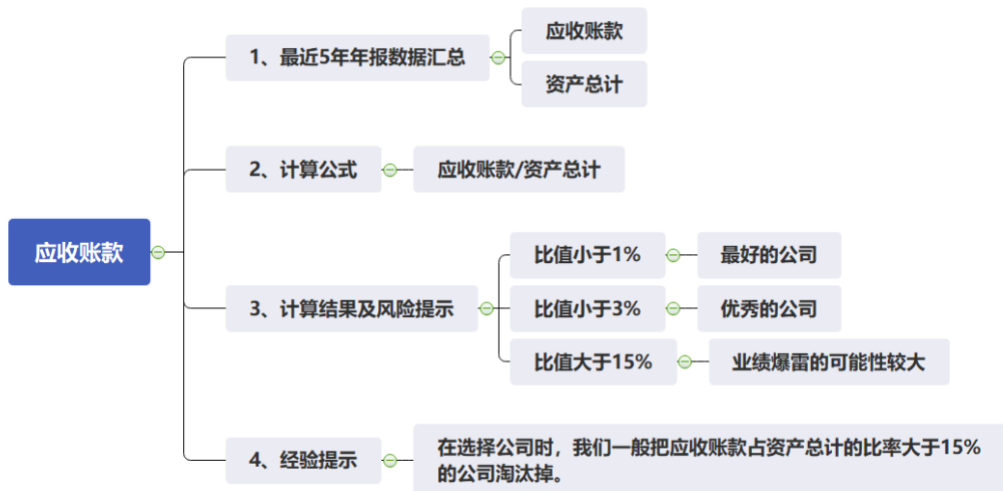 应收账款
1、最近5年年报数据汇总
应收账款
资产总计
2、计算公式
应收账款/资产总计
3、计算结果及风险提示
比值小于1%
最好的公司
比值小于3%
优秀的公司
比值大于15%
业绩爆雷的可能性较大
4、经验提示
在选择公司时，我们一般把应收账款占资产总计的比率大于15%
的公司淘汰掉。